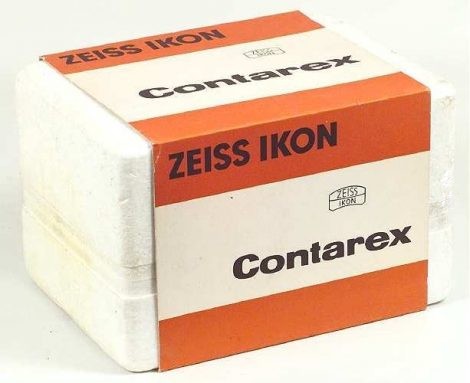 ZEISS IKON
ZEISS
IKON
Contarex
ZEISS IKON
ZEISS
IKON
Contarex